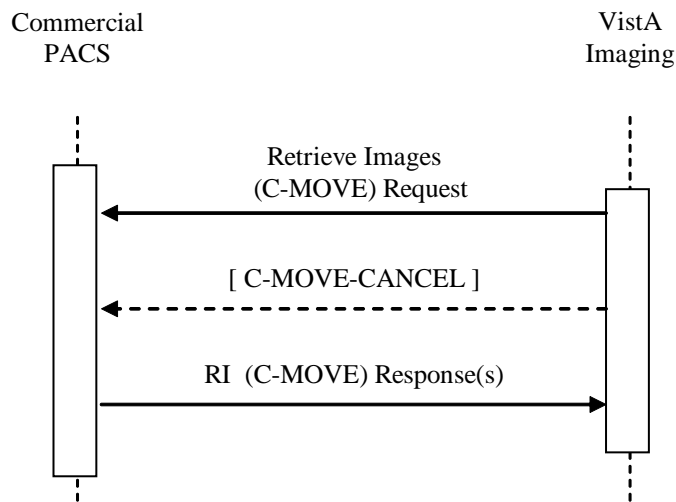 Commercial
PACS
VistA
Imaging
Retrieve Images
(C-MOVE) Request
[ C-MOVE-CANCEL ]
RI (C-MOVE) Response(s)